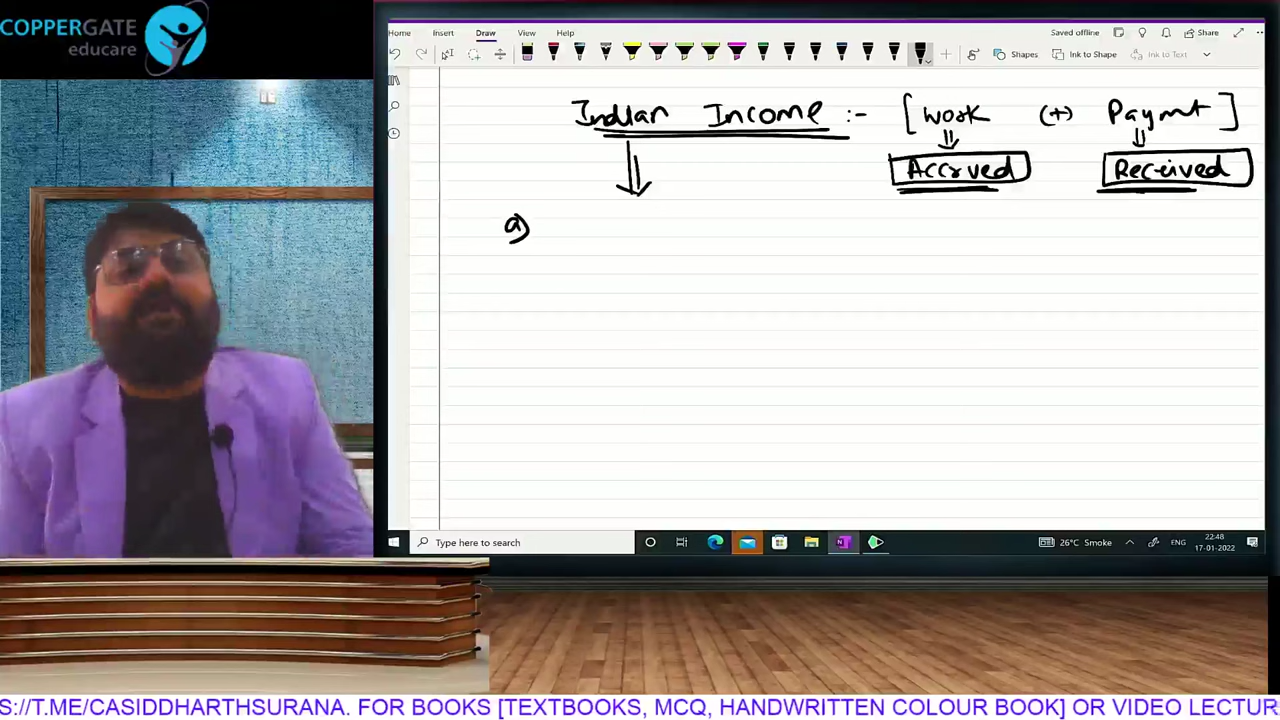 COPPERGATE
educare
Home Insert Draw View Help
Saved offline
Share
Shapes
Ink to Shape
Ink to Text
Indian Income :- [Work (+) Paymt]
Accrued Received
a)
Type here to search
26°C Smoke
ENG
22:48
17-01-2022
S://T.ME/CASIDDHARTHSURANA. FOR BOOKS [TEXTBOOKS, MCQ, HANDWRITTEN COLOUR BOOK] OR VIDEO LECTUR